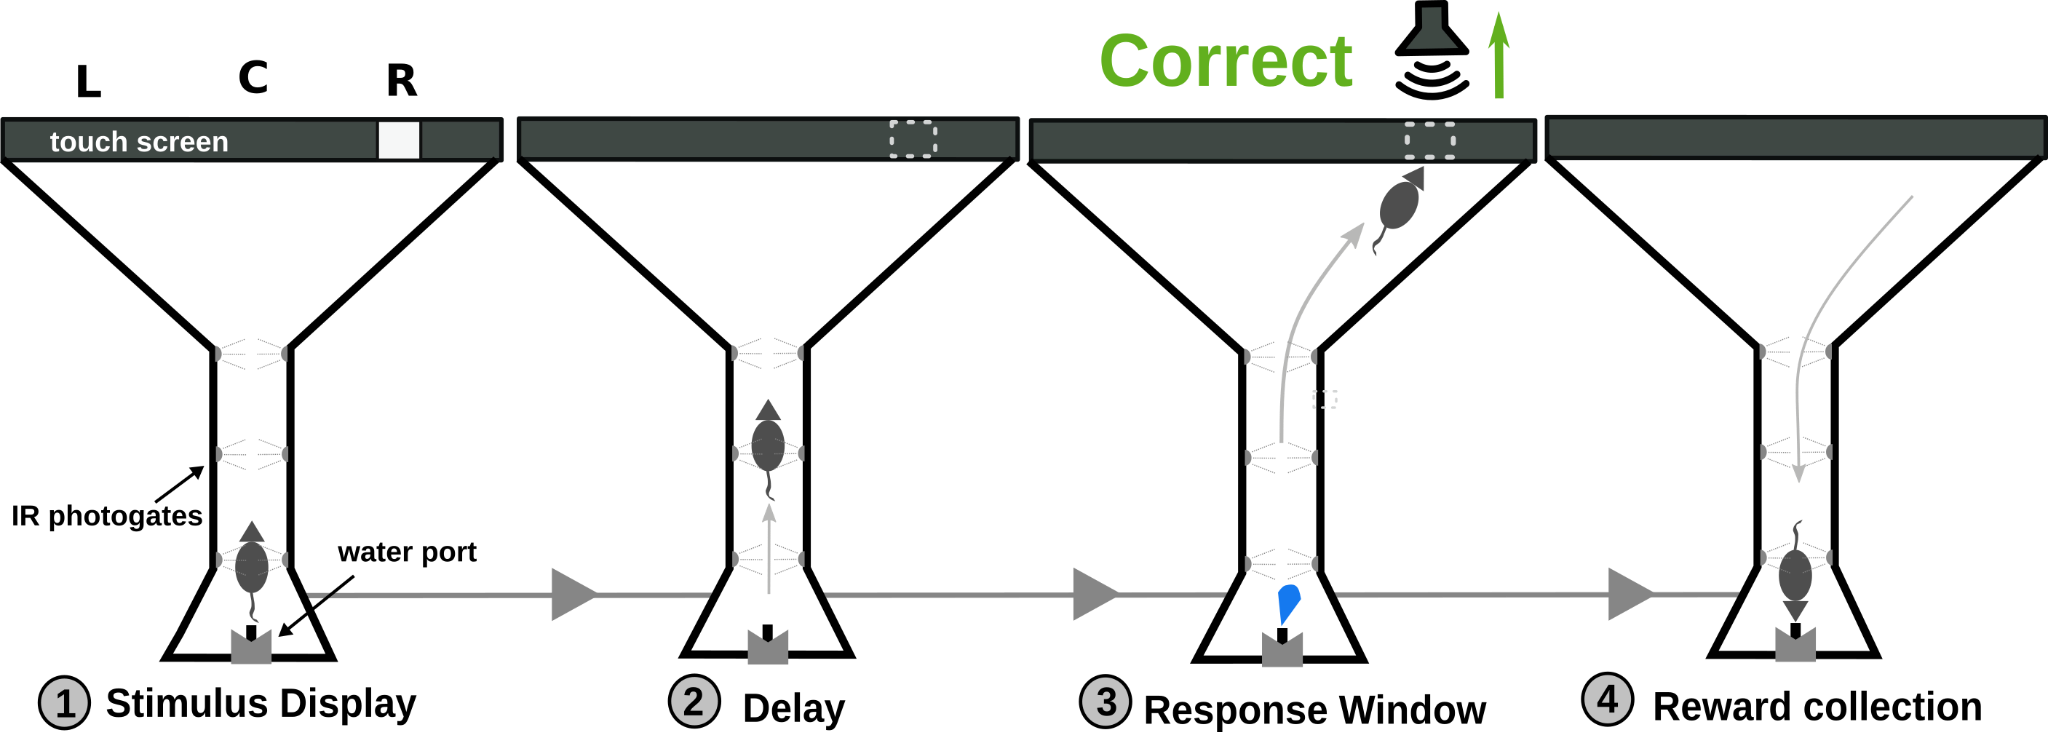 Correct
L C R
touch screen
IR photogates
water port
1 Stimulus Display
2 Delay
3 Response Window
4 Reward collection